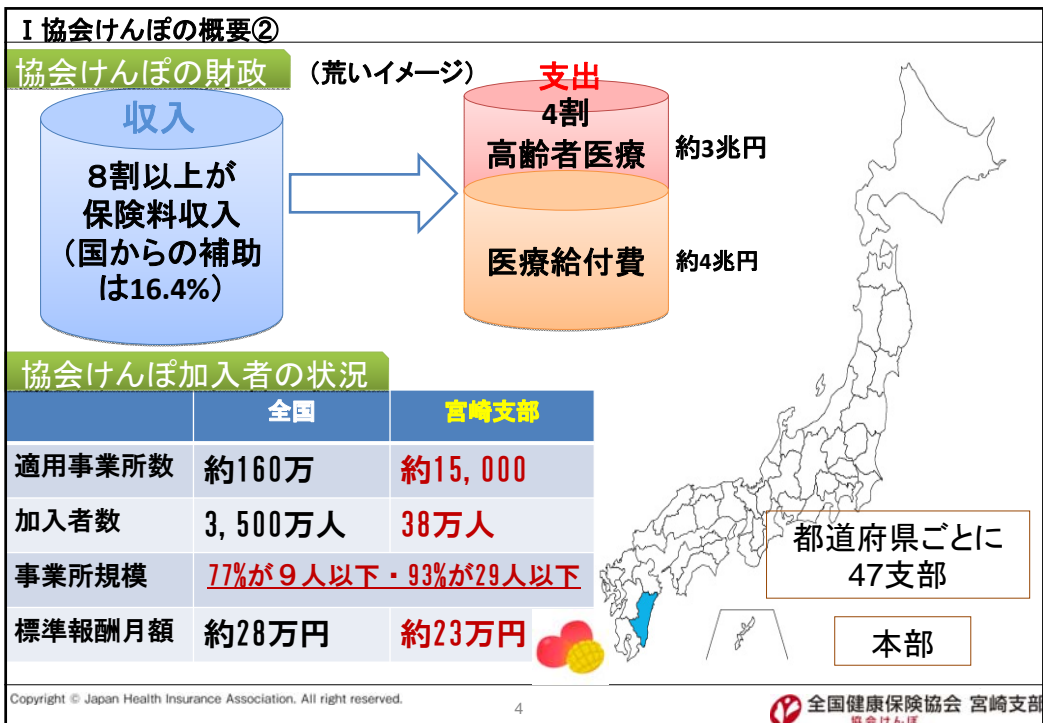 Ⅰ 協会けんぽの概要②
協会けんぽの財政
(荒いイメージ)
収入
8割以上が
保険料収入
(国からの補助
は16.4%)
支出
4割
高齢者医療
約3兆円
医療給付費
約4兆円
協会けんぽ加入者の状況
全国 宮崎支部
適用事業所数 約160万 約15,000
加入者数 3,500万人 38万人
事業所規模 77%が9人以下・93%が29人以下
標準報酬月額 約28万円 約23万円
都道府県ごとに
47支部
本部
Copyright © Japan Health Insurance Association. All right reserved.
4
全国健康保険協会 宮崎支部
協会けんぽ